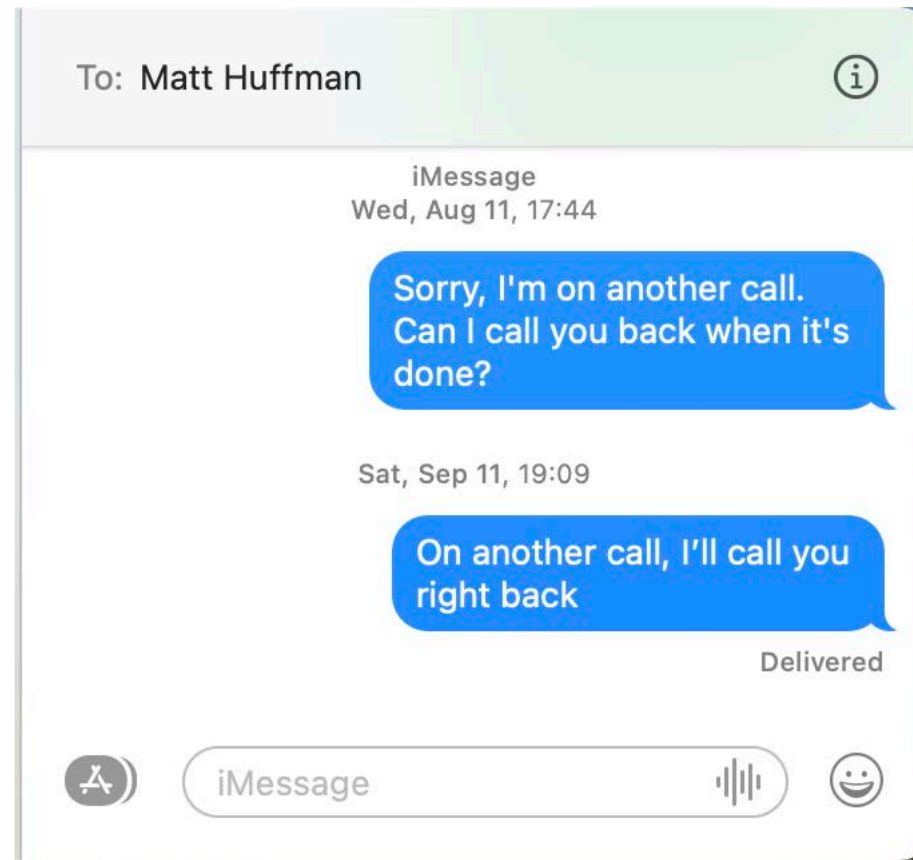 To: Matt Huffman
iMessage
Wed, Aug 11, 17:44
Sorry, I'm on another call.
Can I call you back when it's
done?
Sat, Sep 11, 19:09
On another call, I’ll call you
right back
Delivered
iMessage